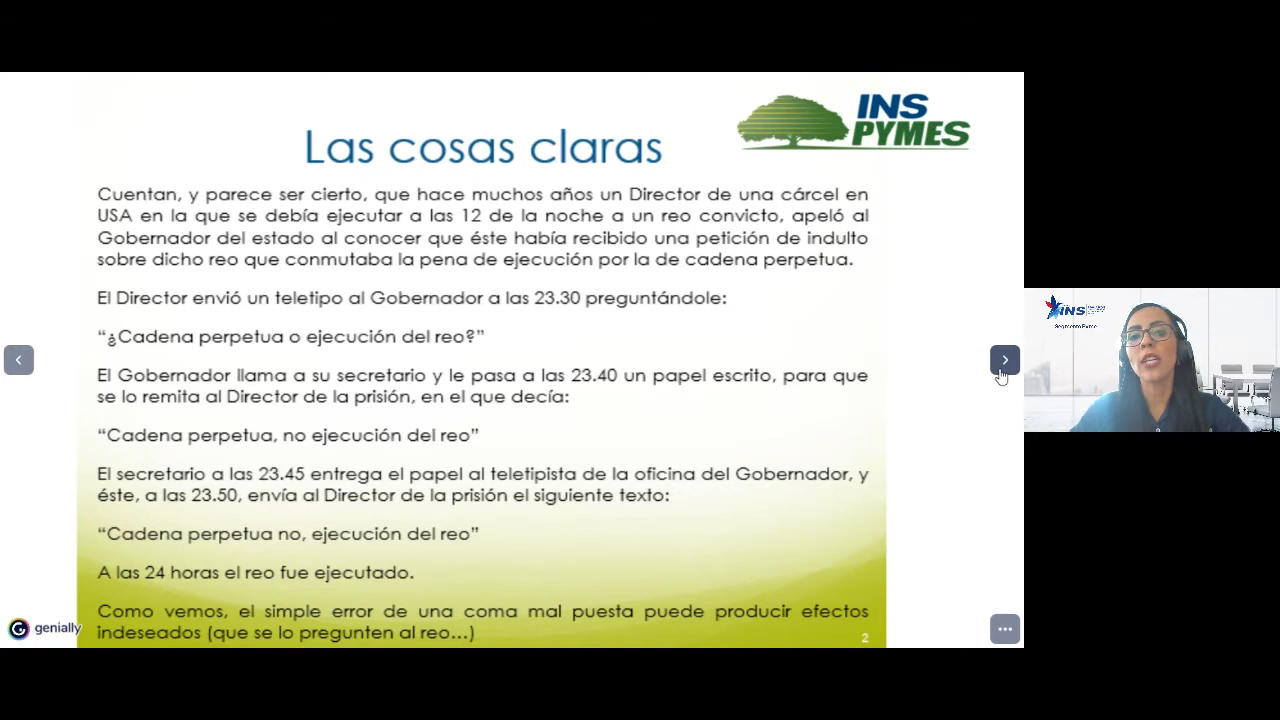 INS
PYMES
Las cosas claras
Cuentan, y parece ser cierto, que hace muchos años un Director de una cárcel en
USA en la que se debía ejecutar a las 12 de la noche a un reo convicto, apeló al
Gobernador del estado al conocer que éste había recibido una petición de indulto
sobre dicho reo que conmutaba la pena de ejecución por la de cadena perpetua.
El Director envió un teletipo al Gobernador a las 23.30 preguntándole:
“¿Cadena perpetua o ejecución del reo?”
El Gobernador llama a su secretario y le pasa a las 23.40 un papel escrito, para que
se lo remita al Director de la prisión, en el que decía:
“Cadena perpetua, no ejecución del reo”
El secretario a las 23.45 entrega el papel al teletipista de la oficina del Gobernador, y
éste, a las 23.50, envía al Director de la prisión el siguiente texto:
“Cadena perpetua no, ejecución del reo”
A las 24 horas el reo fue ejecutado.
Como vemos, el simple error de una coma mal puesta puede producir efectos
indeseados (que se lo pregunten al reo...)
2
genially
INS
Segmento Pyme